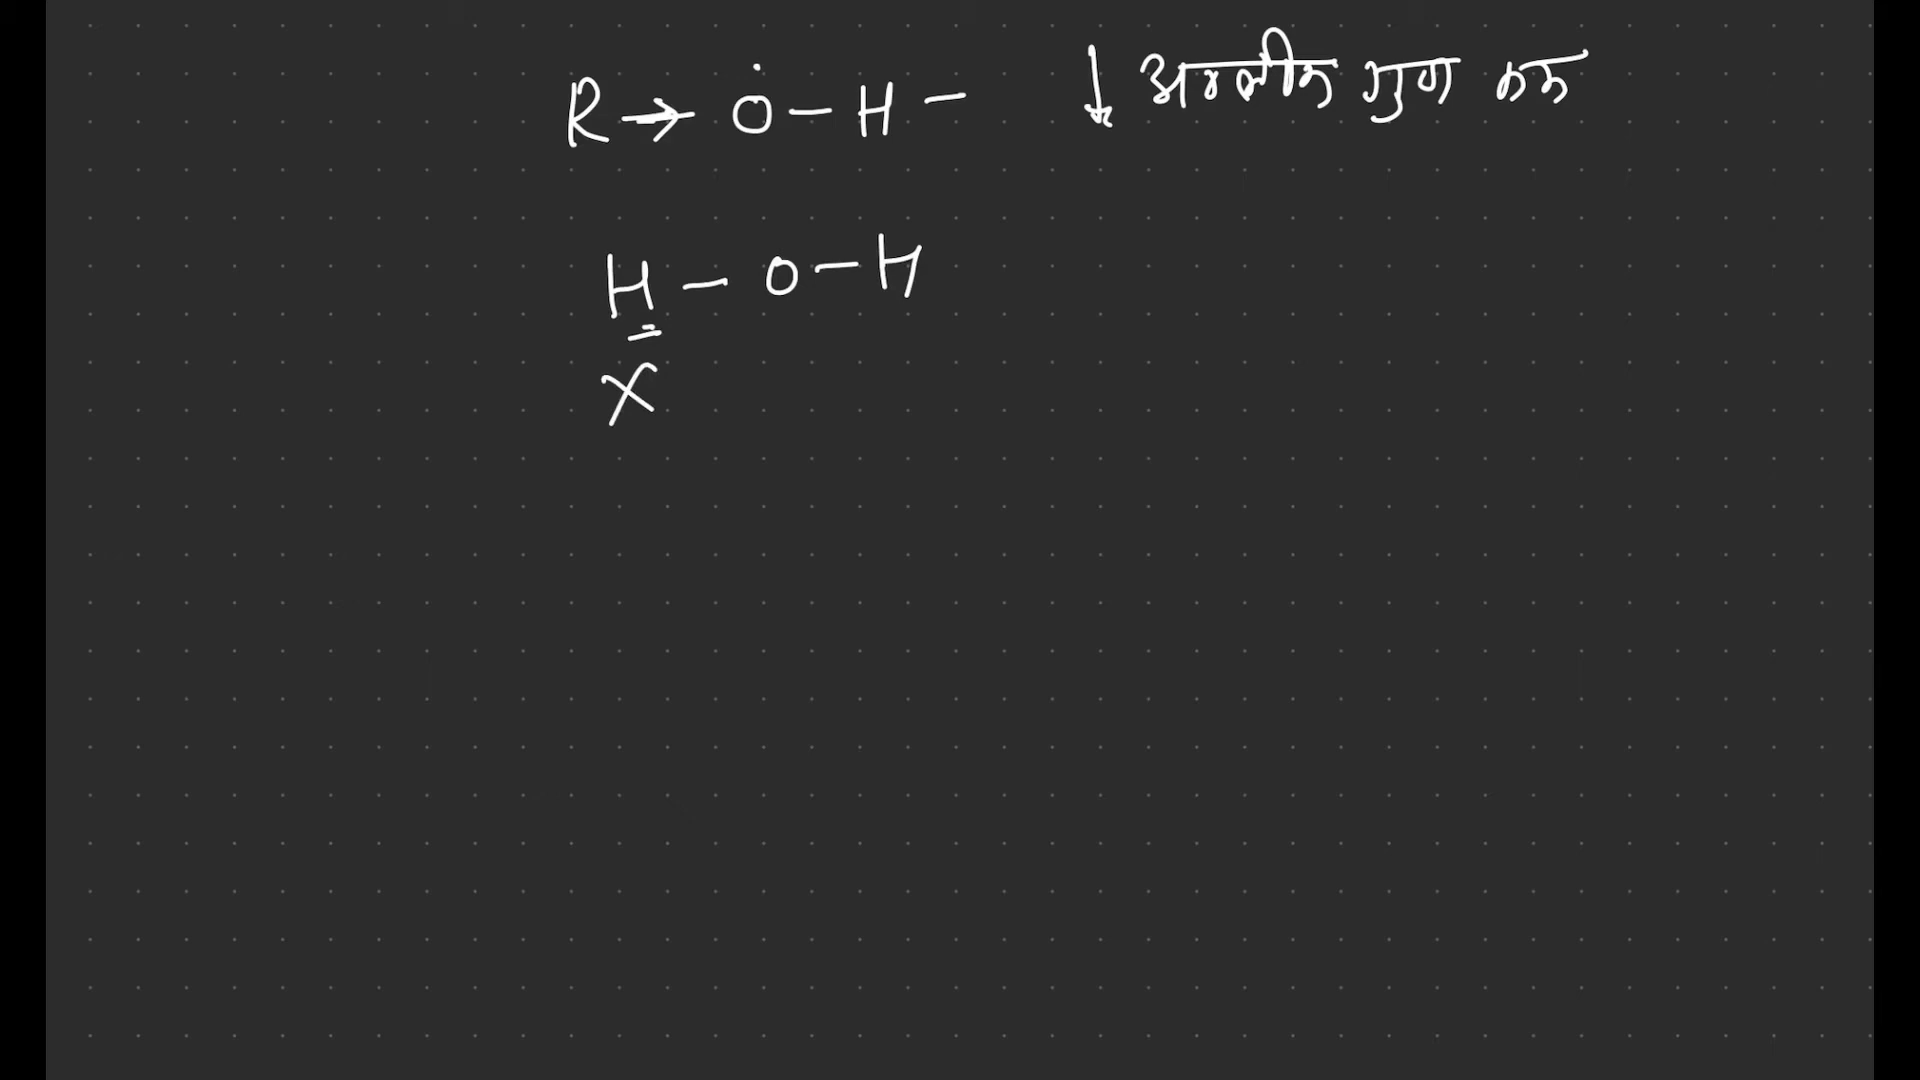 R → O - H - ↓ अम्लीय गुण कम
H - O - H
X